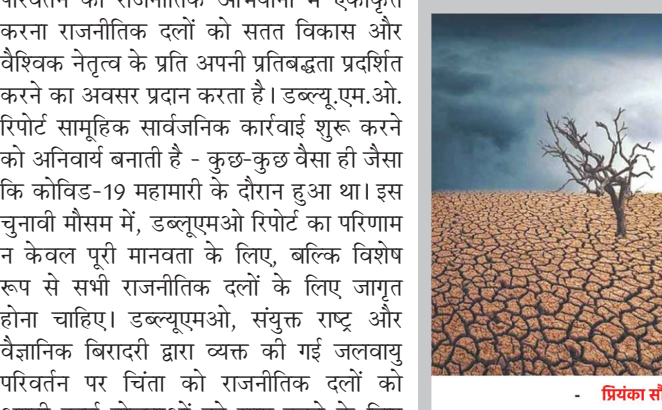 करना राजनीतिक दलों को सतत विकास और
वैश्विक नेतृत्व के प्रति अपनी प्रतिबद्धता प्रदर्शित
करने का अवसर प्रदान करता है। डब्ल्यू.एम.ओ.
रिपोर्ट सामूहिक सार्वजनिक कार्रवाई शुरू करने
को अनिवार्य बनाती है - कुछ-कुछ वैसा ही जैसा
कि कोविड-19 महामारी के दौरान हुआ था। इस
चुनावी मौसम में, डब्लूएमओ रिपोर्ट का परिणाम
न केवल पूरी मानवता के लिए, बल्कि विशेष
रूप से सभी राजनीतिक दलों के लिए जागृत
होना चाहिए। डब्ल्यूएमओ, संयुक्त राष्ट्र और
वैज्ञानिक बिरादरी द्वारा व्यक्त की गई जलवायु
परिवर्तन पर चिंता को राजनीतिक दलों को
- प्रियंका